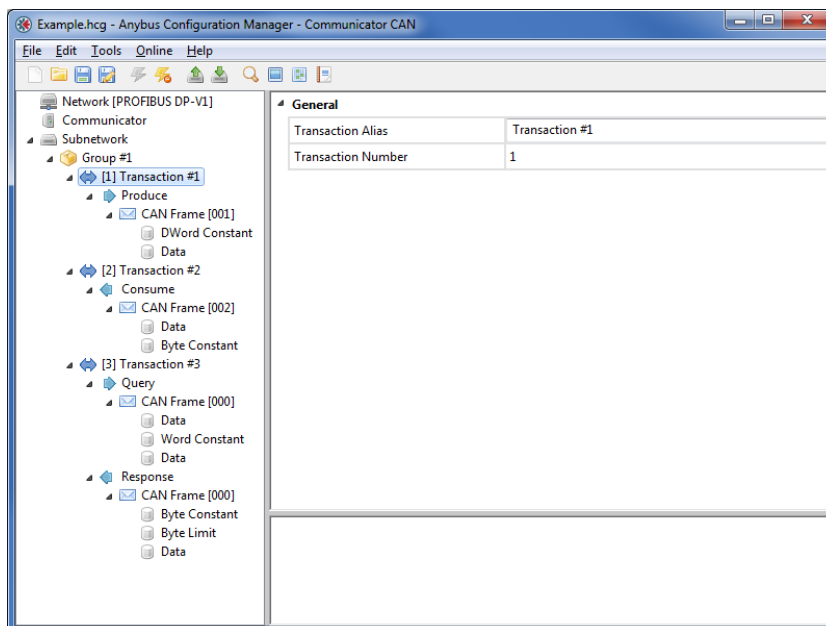 Example.hcg - Anybus Configuration Manager - Communicator CAN
File Edit Tools Online Help
Network [PROFIBUS DP-V1]
Communicator
Subnetwork
Group #1
[1] Transaction #1
Produce
CAN Frame [001]
DWord Constant
Data
[2] Transaction #2
Consume
CAN Frame [002]
Data
Byte Constant
[3] Transaction #3
Query
CAN Frame [000]
Data
Word Constant
Data
Response
CAN Frame [000]
Byte Constant
Byte Limit
Data
General
Transaction Alias Transaction #1
Transaction Number 1